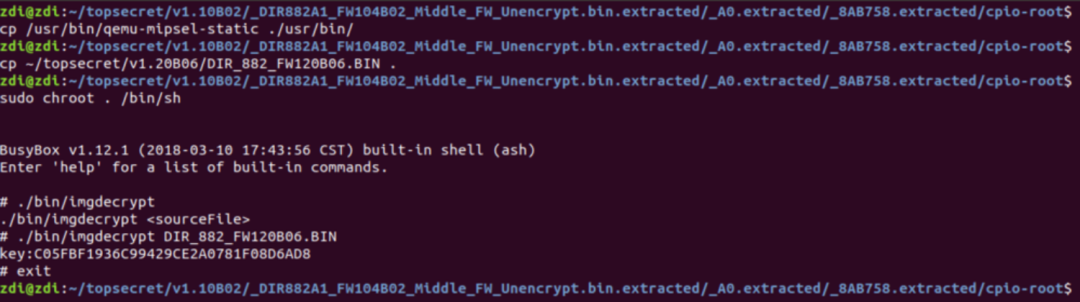 zdi@zdi:~/topsecret/v1.10B02/_DIR882A1_FW104B02_Middle_FW_Unencrypt.bin.extracted/_A0.extracted/_8AB758.extracted/cpio-root$
cp /usr/bin/qemu-mipsel-static ./usr/bin/
zdi@zdi:~/topsecret/v1.10B02/_DIR882A1_FW104B02_Middle_FW_Unencrypt.bin.extracted/_A0.extracted/_8AB758.extracted/cpio-root$
cp ~/topsecret/v1.20B06/DIR_882_FW120B06.BIN .
zdi@zdi:~/topsecret/v1.10B02/_DIR882A1_FW104B02_Middle_FW_Unencrypt.bin.extracted/_A0.extracted/_8AB758.extracted/cpio-root$
sudo chroot . /bin/sh
BusyBox v1.12.1 (2018-03-10 17:43:56 CST) built-in shell (ash)
Enter 'help' for a list of built-in commands.
# ./bin/imgdecrypt
./bin/imgdecrypt <sourceFile>
# ./bin/imgdecrypt DIR_882_FW120B06.BIN
key:C05FBF1936C99429CE2A0781F08D6AD8
# exit
zdi@zdi:~/topsecret/v1.10B02/_DIR882A1_FW104B02_Middle_FW_Unencrypt.bin.extracted/_A0.extracted/_8AB758.extracted/cpio-root$